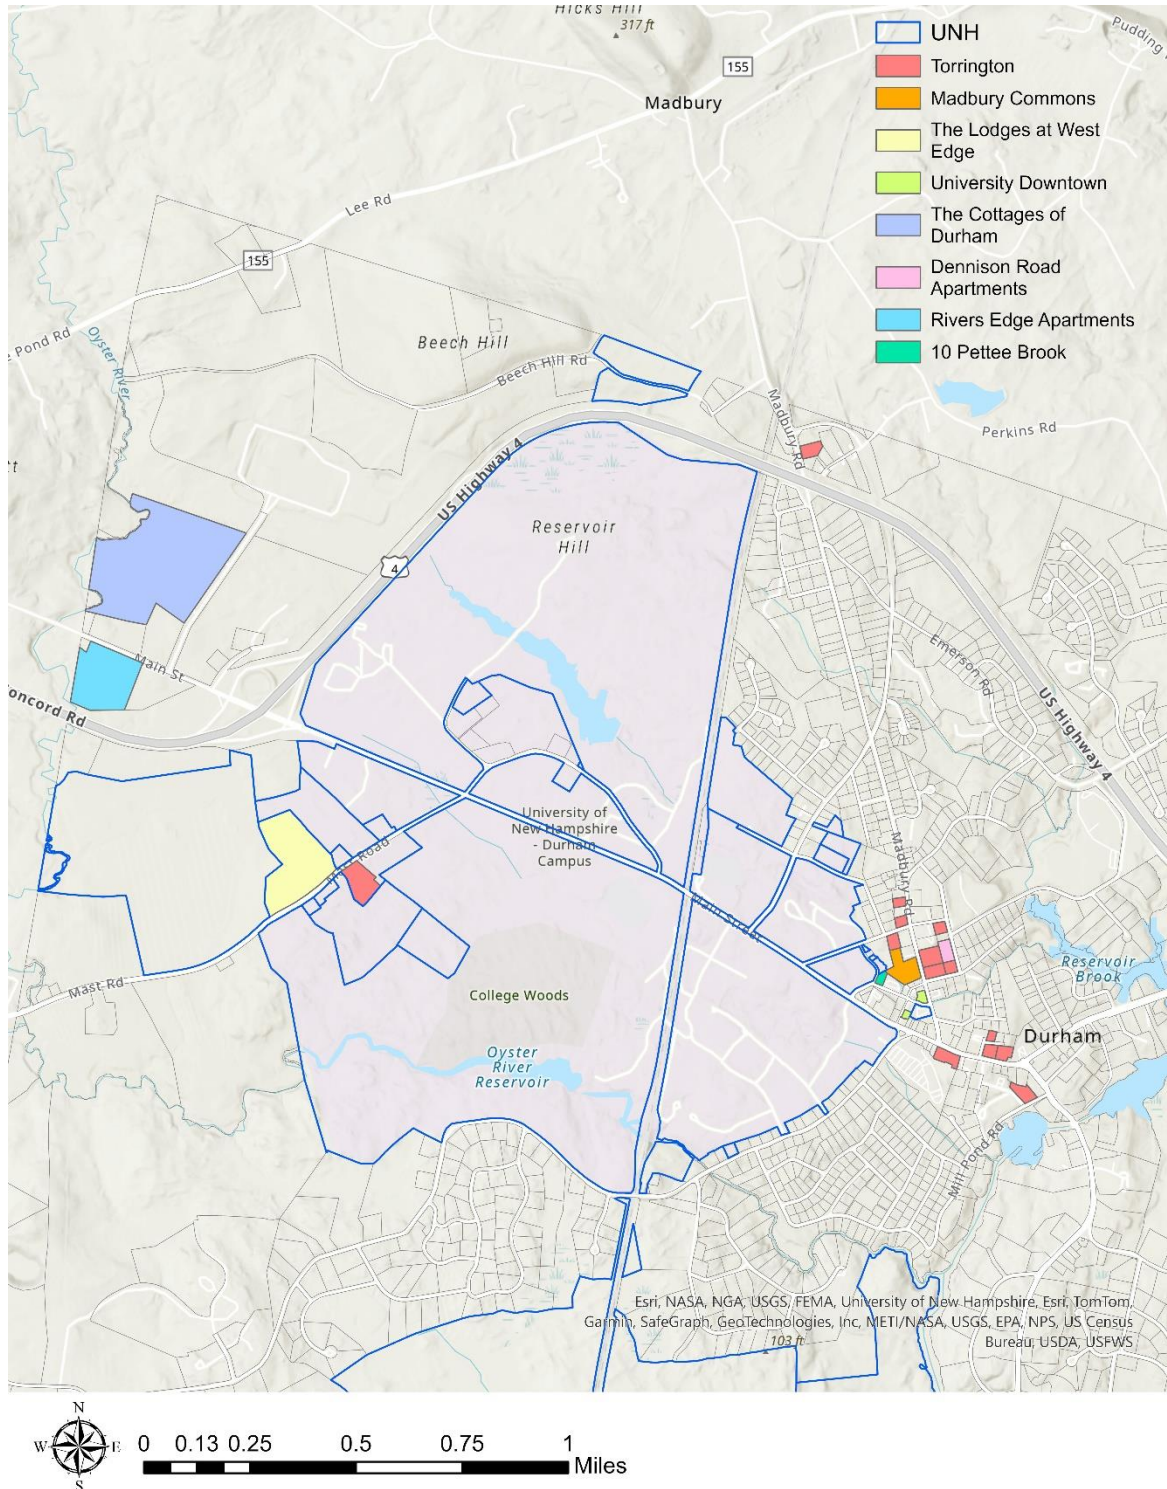 Hicks Hill
317 ft
Pudding
155
Madbury
UNH
Torrington
Madbury Commons
The Lodges at West
Edge
University Downtown
The Cottages of
Durham
Dennison Road
Apartments
Rivers Edge Apartments
10 Pettee Brook
Lee Rd
155
e Pond Rd
Oyster River
Beech Hill
Beech Hill Rd
Madbury Rd
Perkins Rd
tt
US Highway 4
Reservoir
Hill
4
Emerson Rd
Main St
oncord Rd
US Highway 4
University of
New Hampshire
- Durham
Campus
Mast Road
Madbury Rd
Main Street
Mast Rd
College Woods
Reservoir
Brook
Oyster
River
Reservoir
Durham
Mill Pond Rd
Esri, NASA, NGA, USGS, FEMA, University of New Hampshire, Esri, TomTom,
Garmin, SafeGraph, GeoTechnologies, Inc, METI/NASA, USGS, EPA, NPS, US Census
Bureau, USDA, USFWS
103 ft
N
W E
S
0 0.13 0.25 0.5 0.75 1
Miles